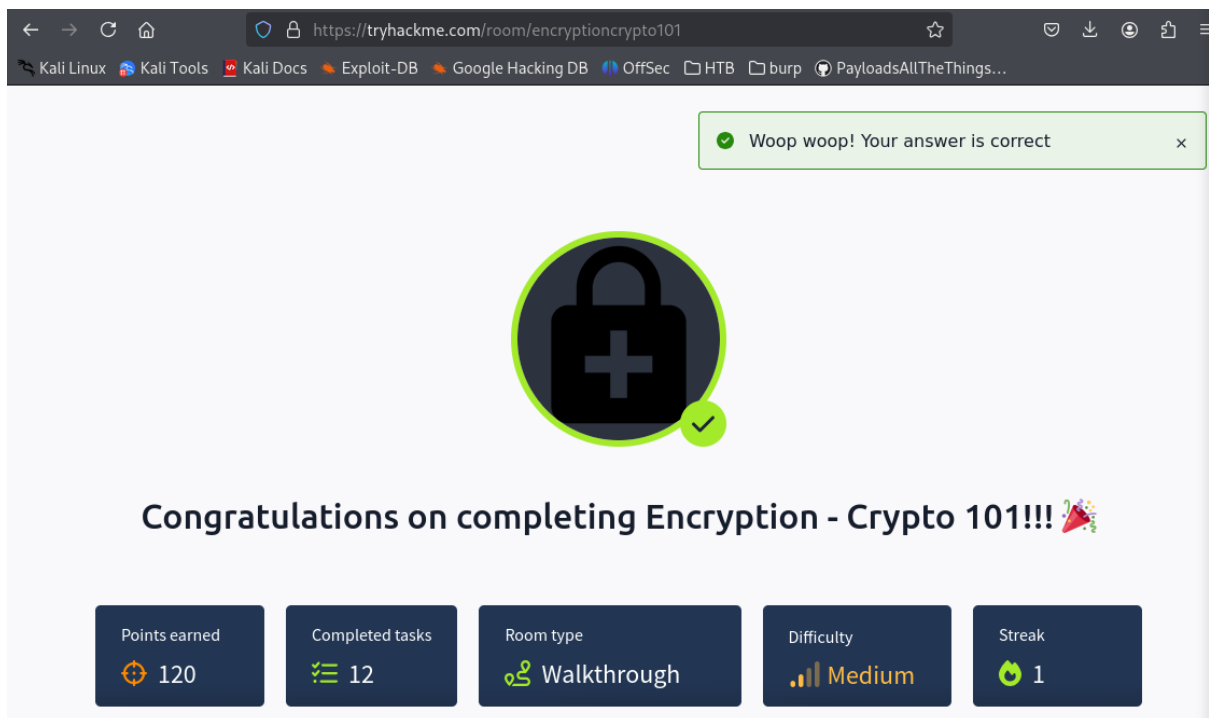 https://tryhackme.com/room/encryptioncrypto101
Kali Linux Kali Tools Kali Docs Exploit-DB Google Hacking DB OffSec HTB burp PayloadsAllTheThings...
Woop woop! Your answer is correct
Congratulations on completing Encryption - Crypto 101!!! 🎉
Points earned Completed tasks Room type Difficulty Streak
120 12 Walkthrough Medium 1